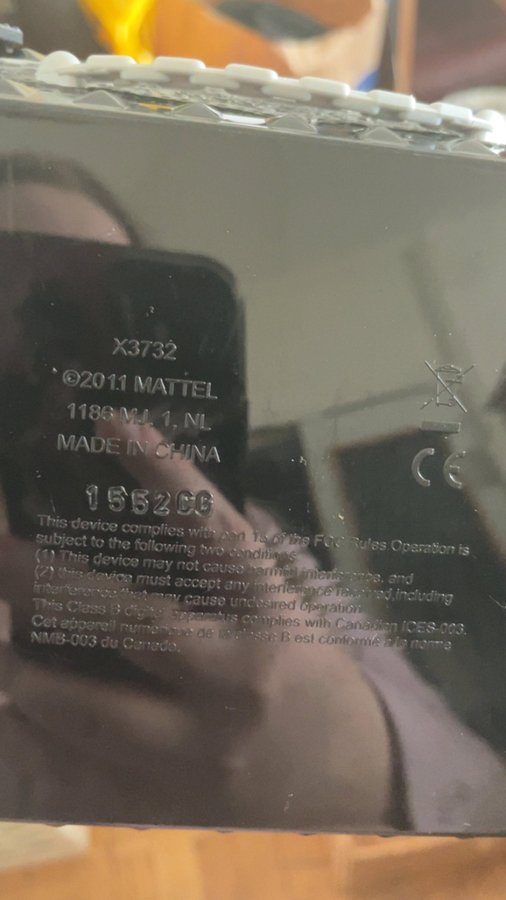 X3732
©2011 MATTEL
1186 MJ, 1, NL
MADE IN CHINA
1552CG
CE
This device complies with part 15 of the FCC Rules Operation is
subject to the following two conditions
(1) This device may not cause harmful interference, and
(2) this device must accept any interference received,including
interference that may cause undesired operation
This Class B digital apparatus complies with Canadian ICES-003.
Cet appareil numérique de la classe B est conforme à la norme
NMB-003 du Canada.